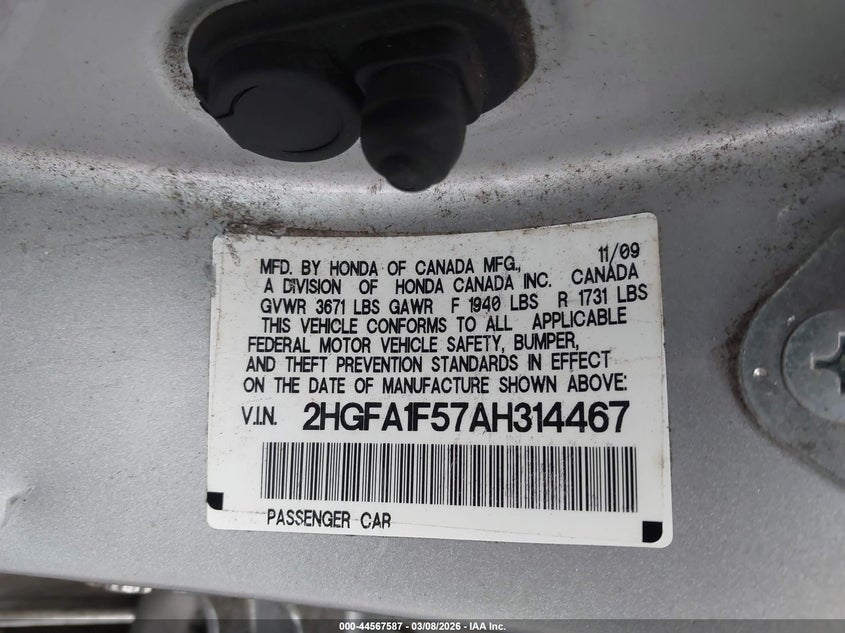 11/09
MFD. BY HONDA OF CANADA MFG.,
A DIVISION OF HONDA CANADA INC. CANADA
GVWR 3671 LBS GAWR F 1940 LBS R 1731 LBS
THIS VEHICLE CONFORMS TO ALL APPLICABLE
FEDERAL MOTOR VEHICLE SAFETY, BUMPER,
AND THEFT PREVENTION STANDARDS IN EFFECT
ON THE DATE OF MANUFACTURE SHOWN ABOVE:
V.I.N. 2HGFA1F57AH314467
PASSENGER CAR
000-44567587 — 03/08/2026 — IAA Inc.